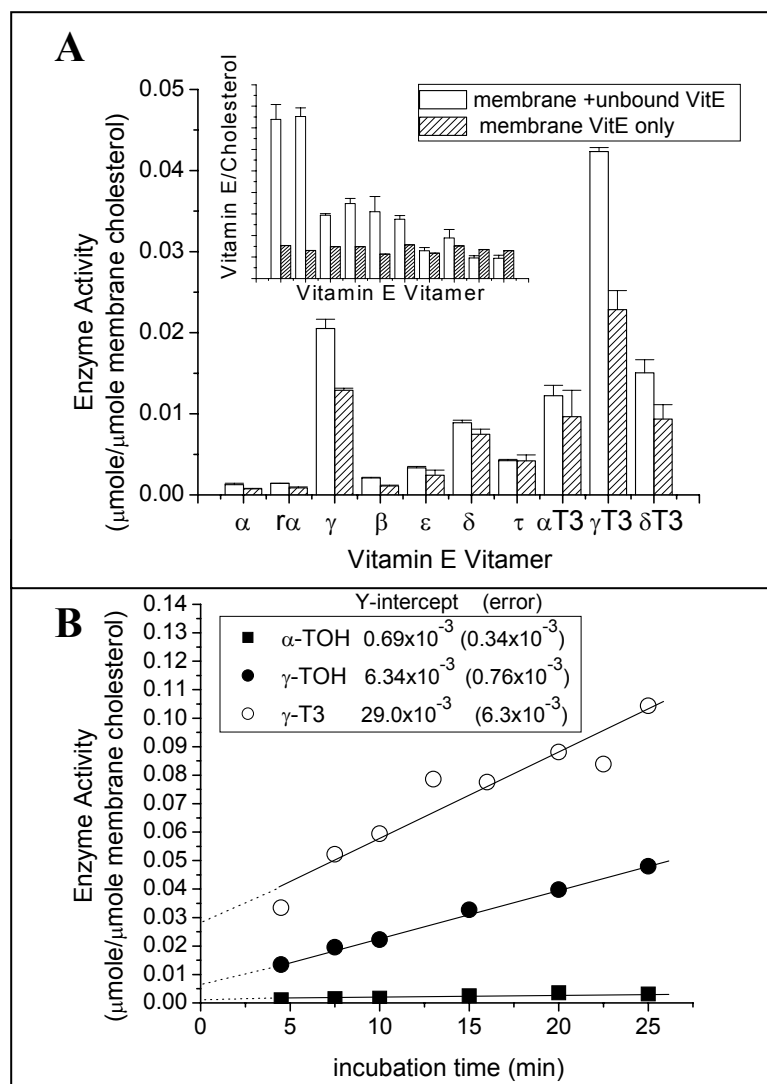 A
Enzyme Activity
(μmole/μmole membrane cholesterol)
0.05
0.04
0.03
0.02
0.01
0.00
membrane +unbound VitE
membrane VitE only
Vitamin E/Cholesterol
Vitamin E Vitamer
α rα γ β ε δ τ αT3 γT3 δT3
Vitamin E Vitamer
B
Enzyme Activity
(μmole/μmole membrane cholesterol)
0.14
0.13
0.12
0.11
0.10
0.09
0.08
0.07
0.06
0.05
0.04
0.03
0.02
0.01
0.00
Y-intercept (error)
α-TOH 0.69x10-3 (0.34x10-3)
γ-TOH 6.34x10-3 (0.76x10-3)
γ-T3 29.0x10-3 (6.3x10-3)
0 5 10 15 20 25
incubation time (min)